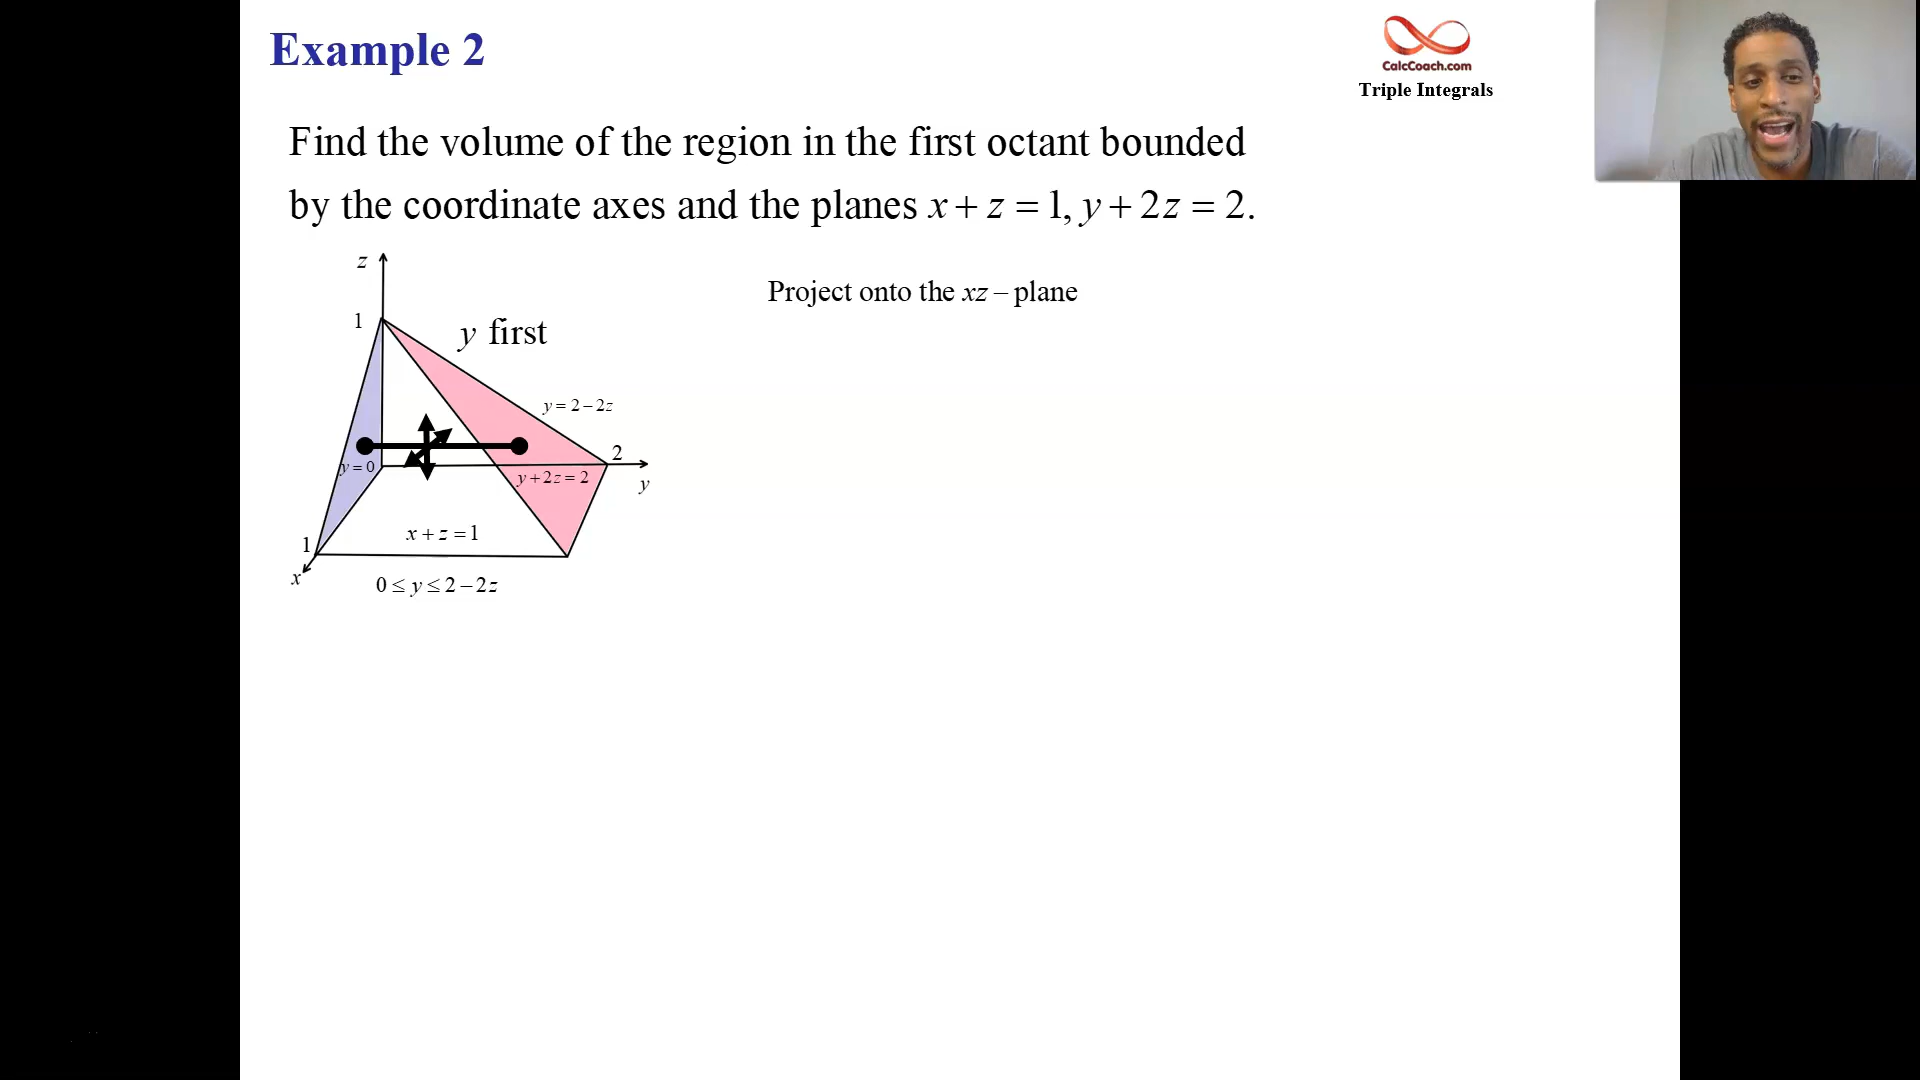 Example 2
CalcCoach.com
Triple Integrals
Find the volume of the region in the first octant bounded
by the coordinate axes and the planes x + z = 1, y + 2z = 2.
z
Project onto the xz – plane
1
y first
y = 2 – 2z
2
y = 0
y + 2z = 2
y
x + z = 1
1
x
0 ≤ y ≤ 2 – 2z